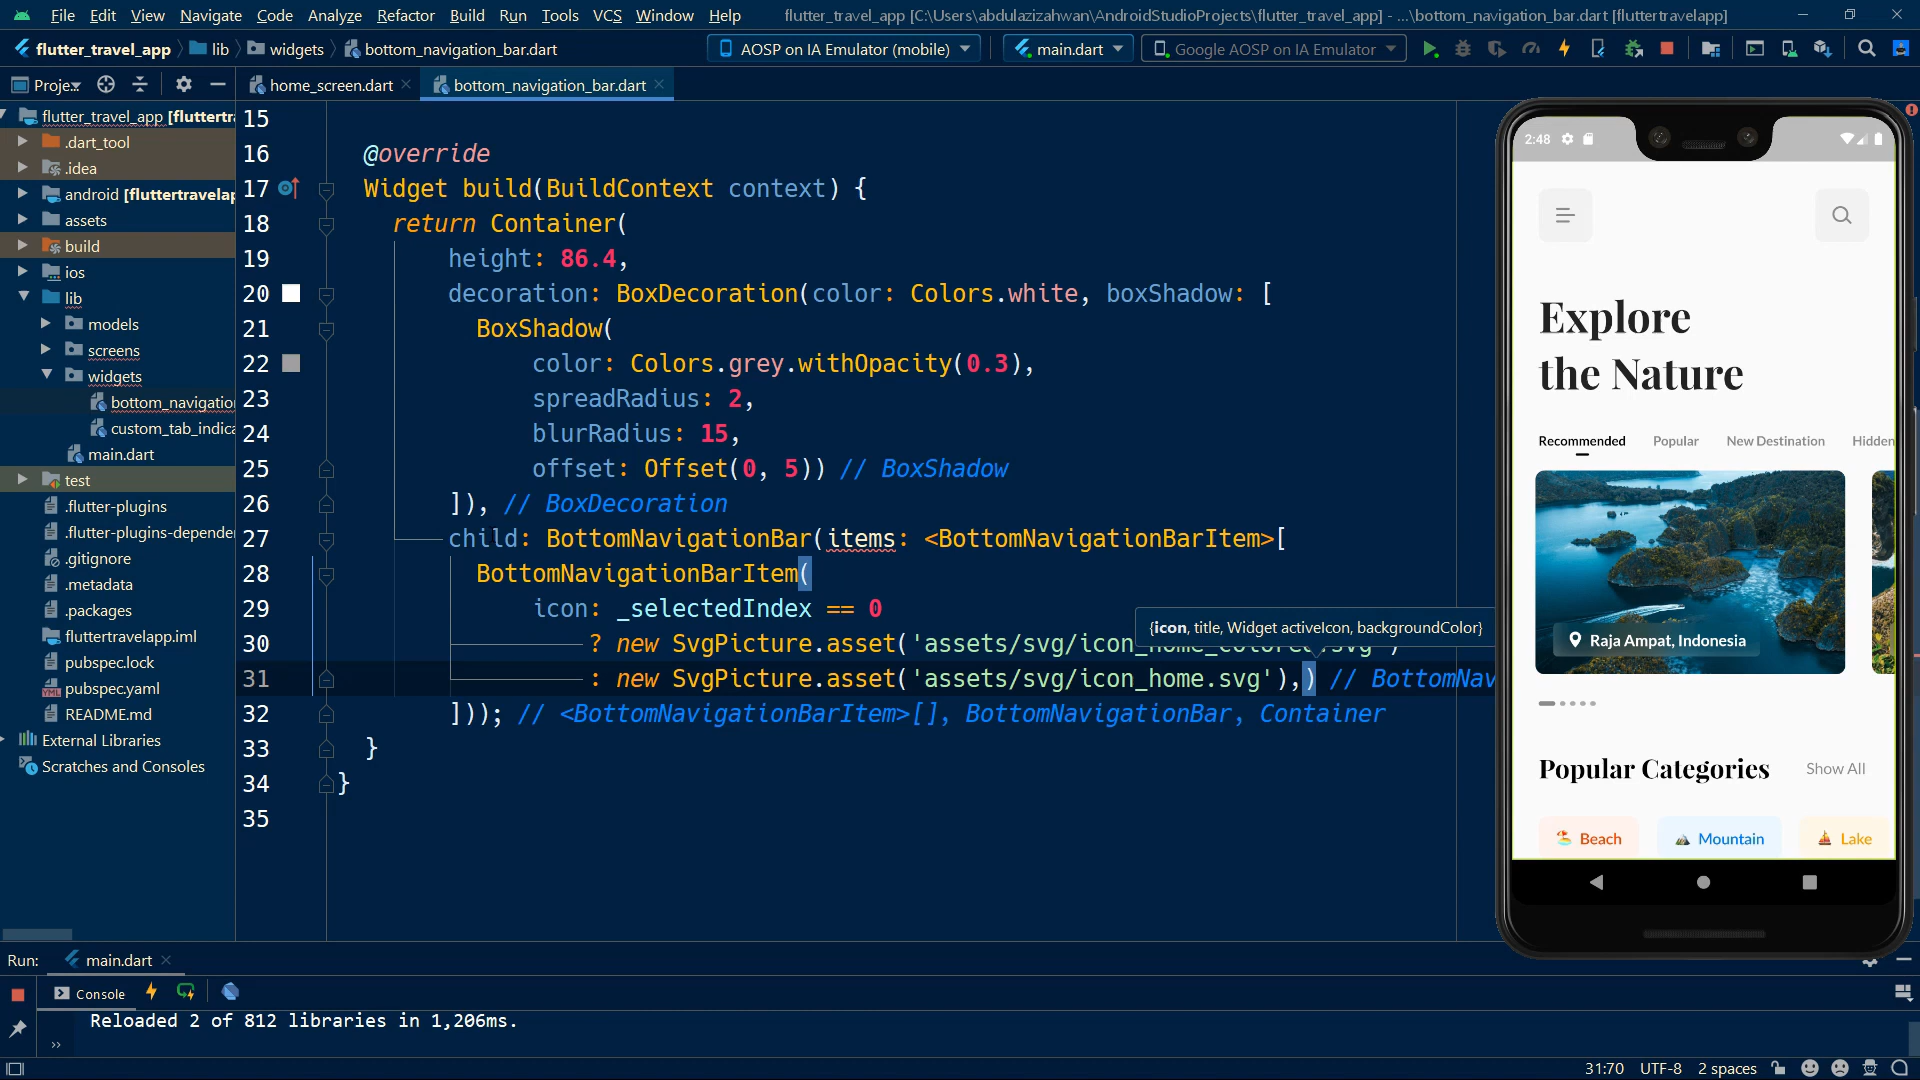 File Edit View Navigate Code Analyze Refactor Build Run Tools VCS Window Help flutter_travel_app [C:\Users\abdulazizahwan\AndroidStudioProjects\flutter_travel_app] - ...\bottom_navigation_bar.dart [fluttertravelapp]
flutter_travel_app lib widgets bottom_navigation_bar.dart AOSP on IA Emulator (mobile) main.dart Google AOSP on IA Emulator
Proje... home_screen.dart bottom_navigation_bar.dart
flutter_travel_app [fluttertra
.dart_tool
.idea
android [fluttertravelap
assets
build
ios
lib
models
screens
widgets
bottom_navigation
custom_tab_indica
main.dart
test
.flutter-plugins
.flutter-plugins-depende
.gitignore
.metadata
.packages
fluttertravelapp.iml
pubspec.lock
pubspec.yaml
README.md
External Libraries
Scratches and Consoles
15
16 @override
17 Widget build(BuildContext context) {
18 return Container(
19 height: 86.4,
20 decoration: BoxDecoration(color: Colors.white, boxShadow: [
21 BoxShadow(
22 color: Colors.grey.withOpacity(0.3),
23 spreadRadius: 2,
24 blurRadius: 15,
25 offset: Offset(0, 5)) // BoxShadow
26 ]), // BoxDecoration
27 child: BottomNavigationBar(items: <BottomNavigationBarItem>[
28 BottomNavigationBarItem(
29 icon: _selectedIndex == 0
{icon, title, Widget activeIcon, backgroundColor}
30 ? new SvgPicture.asset('assets/svg/icon_home_colored.svg')
31 : new SvgPicture.asset('assets/svg/icon_home.svg'),) // BottomNav
32 ])); // <BottomNavigationBarItem>[], BottomNavigationBar, Container
33 }
34 }
35
2:48
Explore
the Nature
Recommended Popular New Destination Hidden
Raja Ampat, Indonesia
Popular Categories Show All
Beach Mountain Lake
Run: main.dart
Console
Reloaded 2 of 812 libraries in 1,206ms.
31:70 UTF-8 2 spaces